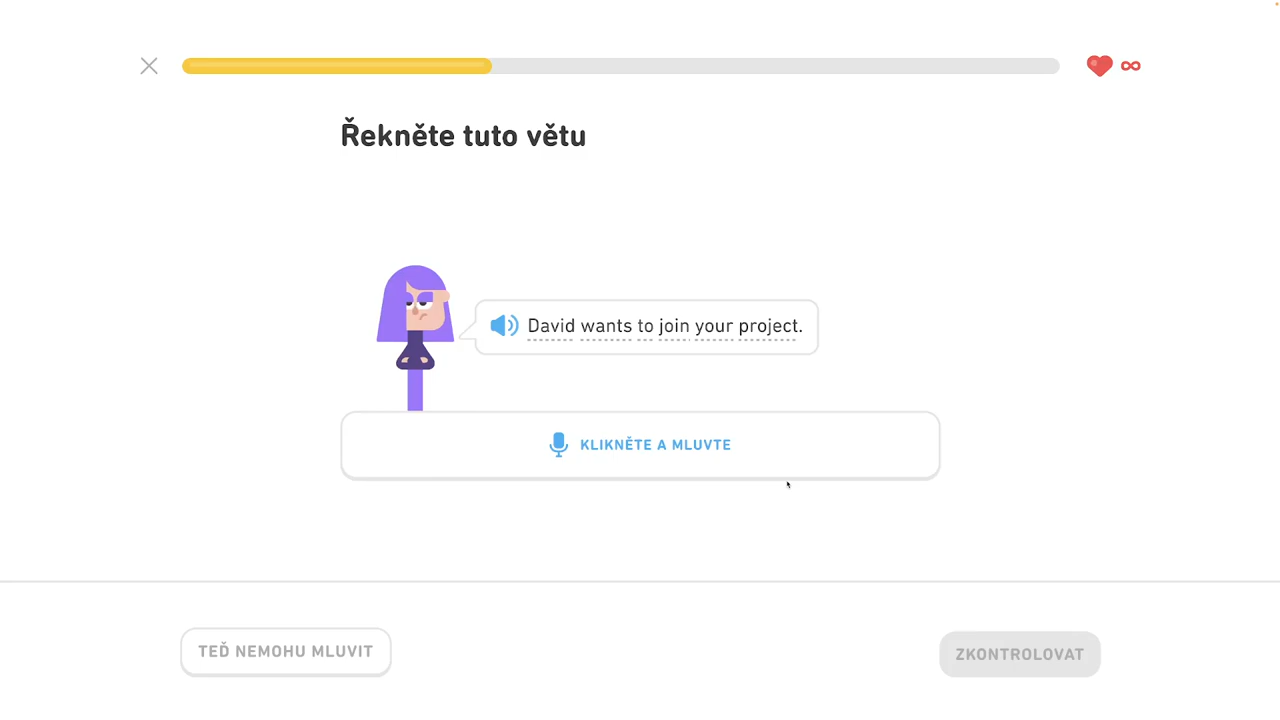 ∞
Řekněte tuto větu
David wants to join your project.
KLIKNĚTE A MLUVTE
TEĎ NEMOHU MLUVIT
ZKONTROLOVAT